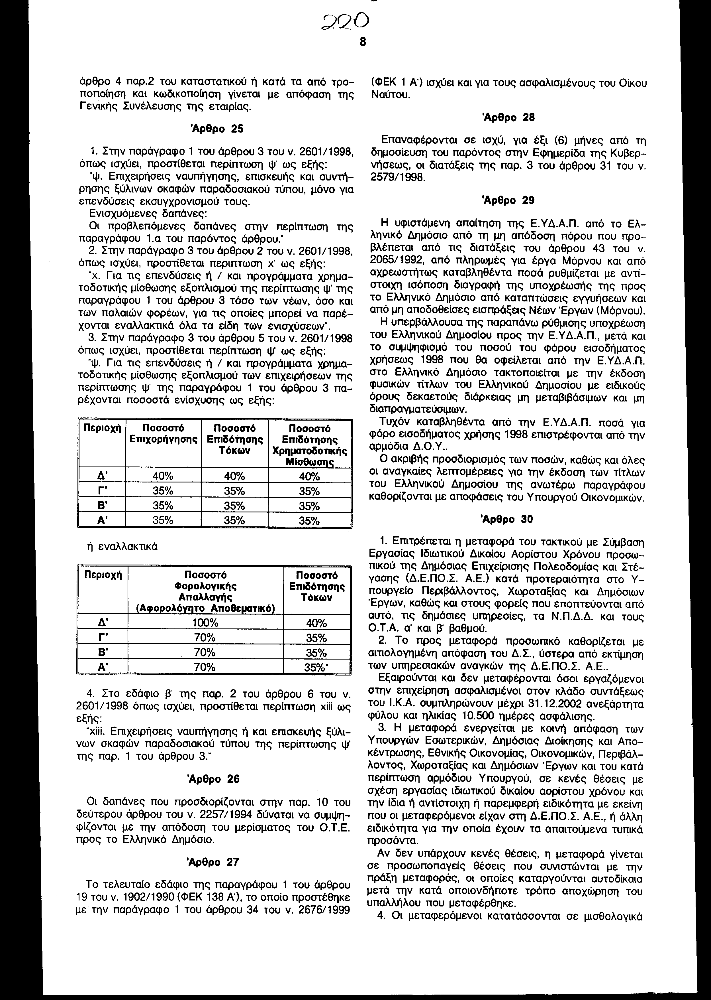 220
8
άρθρο 4 παρ.2 του καταστατικού ή κατά τα από τρο-
ποποίηση και κωδικοποίηση γίνεται με απόφαση της
Γενικής Συνέλευσης της εταιρίας.
'Αρθρο 25
1. Στην παράγραφο 1 του άρθρου 3 του ν. 2601/1998,
όπως ισχύει, προστίθεται περίπτωση ψ' ως εξής:
"ψ. Επιχειρήσεις ναυπήγησης, επισκευής και συντή-
ρησης ξύλινων σκαφών παραδοσιακού τύπου, μόνο για
επενδύσεις εκσυγχρονισμού τους.
Ενισχυόμενες δαπάνες:
Οι προβλεπόμενες δαπάνες στην περίπτωση της
παραγράφου 1.α του παρόντος άρθρου."
2. Στην παράγραφο 3 του άρθρου 2 του ν. 2601/1998,
όπως ισχύει, προστίθεται περιπτωση χ' ως εξής:
"χ. Για τις επενδύσεις ή / και προγράμματα χρημα-
τοδοτικής μίσθωσης εξοπλισμού της περίπτωσης ψ' της
παραγράφου 1 του άρθρου 3 τόσο των νέων, όσο και
των παλαιών φορέων, για τις οποίες μπορεί να παρέ-
χονται εναλλακτικά όλα τα είδη των ενισχύσεων".
3. Στην παράγραφο 3 του άρθρου 5 του ν. 2601/1998
όπως ισχύει, προστίθεται περίπτωση ψ' ως εξής:
"ψ. Για τις επενδύσεις ή / και προγράμματα χρημα-
τοδοτικής μίσθωσης εξοπλισμού των επιχειρήσεων της
περίπτωσης ψ' της παραγράφου 1 του άρθρου 3 πα-
ρέχονται ποσοστά ενίσχυσης ως εξής:
Περιοχή Ποσοστό Ποσοστό Ποσοστό
Επιχορήγησης Επιδότησης Επιδότησης
Τόκων Χρηματοδοτικής
Μίσθωσης
Δ' 40% 40% 40%
Γ' 35% 35% 35%
Β' 35% 35% 35%
Α' 35% 35% 35%
ή εναλλακτικά
Περιοχή Ποσοστό Ποσοστό
Φορολογικής Επιδότησης
Απαλλαγής Τόκων
(Αφορολόγητο Αποθεματικό)
Δ' 100% 40%
Γ' 70% 35%
Β' 70% 35%
Α' 70% 35%"
4. Στο εδάφιο β' της παρ. 2 του άρθρου 6 του ν.
2601/1998 όπως ισχύει, προστίθεται περίπτωση xiii ως
εξής:
"xiii. Επιχειρήσεις ναυπήγησης ή και επισκευής ξύλι-
νων σκαφών παραδοσιακού τύπου της περίπτωσης ψ'
της παρ. 1 του άρθρου 3."
'Αρθρο 26
Οι δαπάνες που προσδιορίζονται στην παρ. 10 του
δεύτερου άρθρου του ν. 2257/1994 δύναται να συμψη-
φίζονται με την απόδοση του μερίσματος του Ο.Τ.Ε.
προς το Ελληνικό Δημόσιο.
'Αρθρο 27
Το τελευταίο εδάφιο της παραγράφου 1 του άρθρου
19 του ν. 1902/1990 (ΦΕΚ 138 Α'), το οποίο προστέθηκε
με την παράγραφο 1 του άρθρου 34 του ν. 2676/1999
(ΦΕΚ 1 Α') ισχύει και για τους ασφαλισμένους του Οίκου
Ναύτου.
'Αρθρο 28
Επαναφέρονται σε ισχύ, για έξι (6) μήνες από τη
δημοσίευση του παρόντος στην Εφημερίδα της Κυβερ-
νήσεως, οι διατάξεις της παρ. 3 του άρθρου 31 του ν.
2579/1998.
'Αρθρο 29
Η υφιστάμενη απαίτηση της Ε.ΥΔ.Α.Π. από το Ελ-
ληνικό Δημόσιο από τη μη απόδοση πόρου που προ-
βλέπεται από τις διατάξεις του άρθρου 43 του ν.
2065/1992, από πληρωμές για έργα Μόρνου και από
αχρεωστήτως καταβληθέντα ποσά ρυθμίζεται με αντί-
στοιχη ισόποση διαγραφή της υποχρέωσής της προς
το Ελληνικό Δημόσιο από καταπτώσεις εγγυήσεων και
από μη αποδοθείσες εισπράξεις Νέων 'Εργων (Μόρνου).
Η υπερβάλλουσα της παραπάνω ρύθμισης υποχρέωση
του Ελληνικού Δημοσίου προς την Ε.ΥΔ.Α.Π., μετά και
το συμψηφισμό του ποσού του φόρου εισοδήματος
χρήσεως 1998 που θα οφείλεται από την Ε.ΥΔ.Α.Π.
στο Ελληνικό Δημόσιο τακτοποιείται με την έκδοση
φυσικών τίτλων του Ελληνικού Δημοσίου με ειδικούς
όρους δεκαετούς διάρκειας μη μεταβιβάσιμων και μη
διαπραγματεύσιμων.
Τυχόν καταβληθέντα από την Ε.ΥΔ.Α.Π. ποσά για
φόρο εισοδήματος χρήσης 1998 επιστρέφονται από την
αρμόδια Δ.Ο.Υ..
Ο ακριβής προσδιορισμός των ποσών, καθώς και όλες
οι αναγκαίες λεπτομέρειες για την έκδοση των τίτλων
του Ελληνικού Δημοσίου της ανωτέρω παραγράφου
καθορίζονται με αποφάσεις του Υπουργού Οικονομικών.
'Αρθρο 30
1. Επιτρέπεται η μεταφορά του τακτικού με Σύμβαση
Εργασίας Ιδιωτικού Δικαίου Αορίστου Χρόνου προσω-
πικού της Δημόσιας Επιχείρισης Πολεοδομίας και Στέ-
γασης (Δ.Ε.ΠΟ.Σ. Α.Ε.) κατά προτεραιότητα στο Υ-
πουργείο Περιβάλλοντος, Χωροταξίας και Δημόσιων
'Εργων, καθώς και στους φορείς που εποπτεύονται από
αυτό, τις δημόσιες υπηρεσίες, τα Ν.Π.Δ.Δ. και τους
Ο.Τ.Α. α' και β' βαθμού.
2. Το προς μεταφορά προσωπικό καθορίζεται με
αιτιολογημένη απόφαση του Δ.Σ., ύστερα από εκτίμηση
των υπηρεσιακών αναγκών της Δ.Ε.ΠΟ.Σ. Α.Ε..
Εξαιρούνται και δεν μεταφέρονται όσοι εργαζόμενοι
στην επιχείρηση ασφαλισμένοι στον κλάδο συντάξεως
του Ι.Κ.Α. συμπληρώνουν μέχρι 31.12.2002 ανεξάρτητα
φύλου και ηλικίας 10.500 ημέρες ασφάλισης.
3. Η μεταφορά ενεργείται με κοινή απόφαση των
Υπουργών Εσωτερικών, Δημόσιας Διοίκησης και Απο-
κέντρωσης, Εθνικής Οικονομίας, Οικονομικών, Περιβάλ-
λοντος, Χωροταξίας και Δημόσιων 'Εργων και του κατά
περίπτωση αρμόδιου Υπουργού, σε κενές θέσεις με
σχέση εργασίας ιδιωτικού δικαίου αορίστου χρόνου και
την ίδια ή αντίστοιχη ή παρεμφερή ειδικότητα με εκείνη
που οι μεταφερόμενοι είχαν στη Δ.Ε.ΠΟ.Σ. Α.Ε., ή άλλη
ειδικότητα για την οποία έχουν τα απαιτούμενα τυπικά
προσόντα.
Αν δεν υπάρχουν κενές θέσεις, η μεταφορά γίνεται
σε προσωποπαγείς θέσεις που συνιστώνται με την
πράξη μεταφοράς, οι οποίες καταργούνται αυτοδίκαια
μετά την κατά οποιονδήποτε τρόπο αποχώρηση του
υπαλλήλου που μεταφέρθηκε.
4. Οι μεταφερόμενοι κατατάσσονται σε μισθολογικά